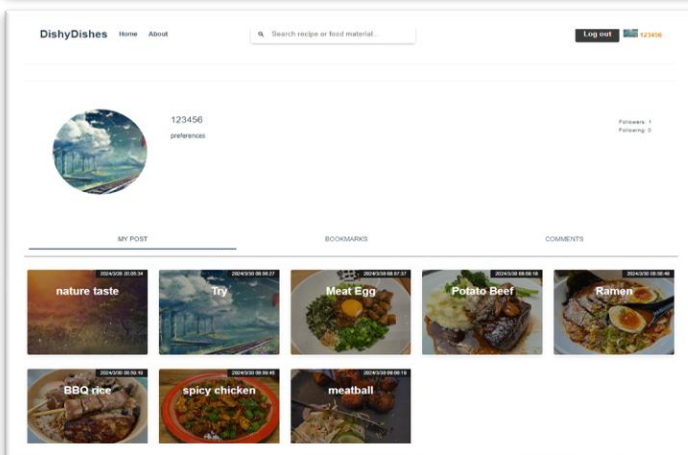 DishyDishes Home About Search recipe or food material... Log out 123456
123456
preferences
Followers: 1
Following: 0
MY POST BOOKMARKS COMMENTS
nature taste Try Meat Egg Potato Beef Ramen
BBQ rice spicy chicken meatball